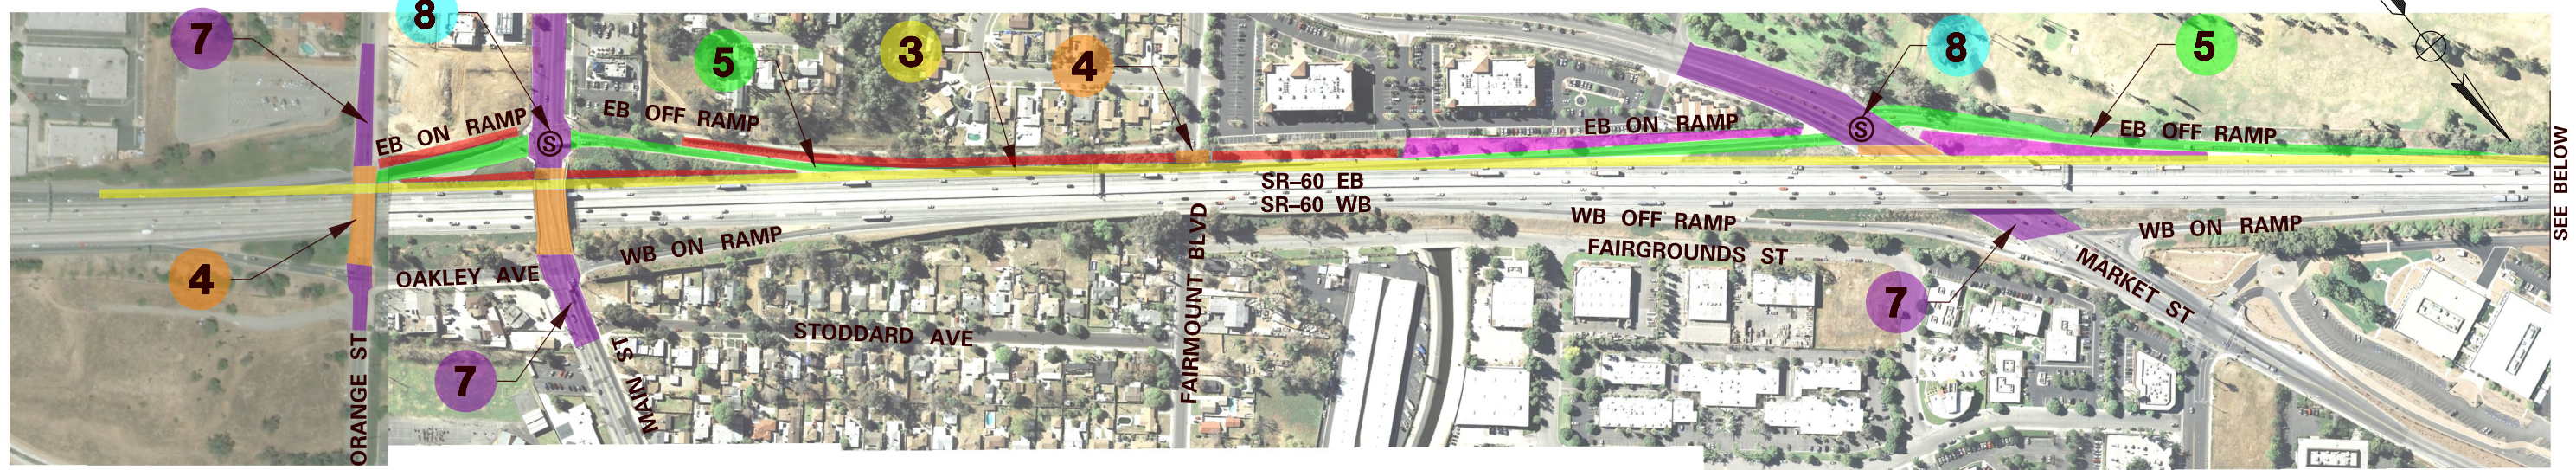 7
8
5
3
4
8
5
EB ON RAMP
S
EB OFF RAMP
EB ON RAMP
S
EB OFF RAMP
SR-60 EB
SR-60 WB
4
OAKLEY AVE
WB ON RAMP
WB OFF RAMP
FAIRGROUNDS ST
WB ON RAMP
SEE BELOW
ORANGE ST
7
MAIN ST
STODDARD AVE
FAIRMOUNT BLVD
7
MARKET ST